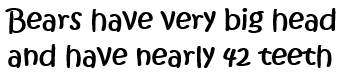 Bears have very big head
and have nearly 42 teeth